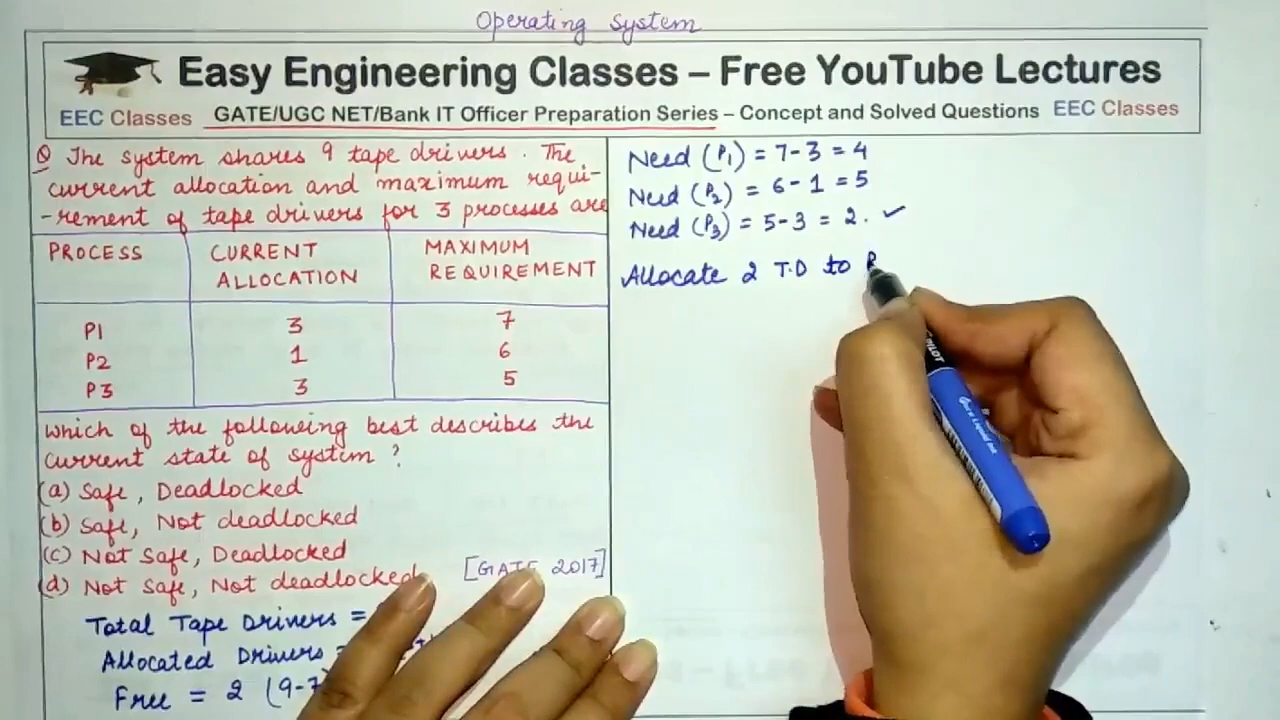 Operating System
Easy Engineering Classes – Free YouTube Lectures
EEC Classes GATE/UGC NET/Bank IT Officer Preparation Series – Concept and Solved Questions EEC Classes
Q The system shares 9 tape drivers. The
current allocation and maximum requi-
-rement of tape drivers for 3 processes are
PROCESS CURRENT ALLOCATION MAXIMUM REQUIREMENT
P1 3 7
P2 1 6
P3 3 5
Which of the following best describes the
current state of system ?
(a) Safe, Deadlocked
(b) Safe, Not deadlocked
(c) Not Safe, Deadlocked
(d) Not Safe, Not deadlocked
[GATE 2017]
Total Tape Drivers =
Allocated Drivers =
Free = 2 (9-7
Need (P1) = 7-3 = 4
Need (P2) = 6-1 = 5
Need (P3) = 5-3 = 2. ✓
Allocate 2 T.D to P
PILOT